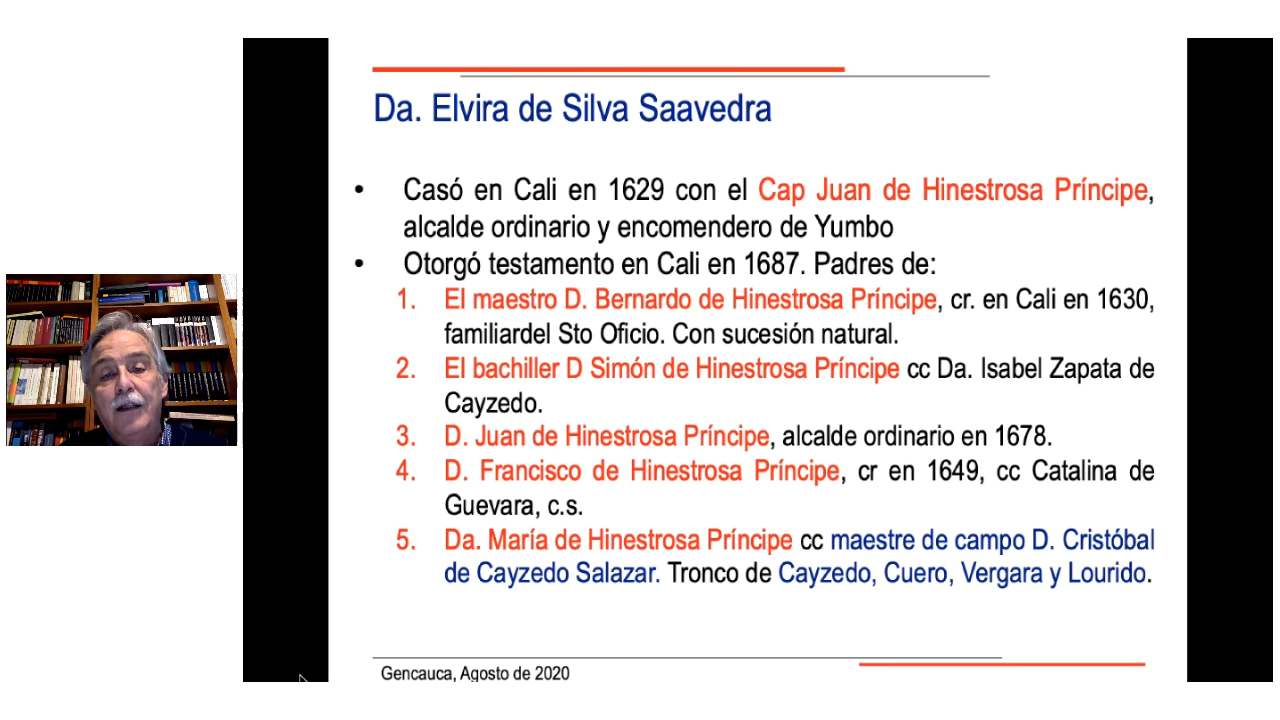 Da. Elvira de Silva Saavedra
• Casó en Cali en 1629 con el Cap Juan de Hinestrosa Príncipe,
alcalde ordinario y encomendero de Yumbo
• Otorgó testamento en Cali en 1687. Padres de:
1. El maestro D. Bernardo de Hinestrosa Príncipe, cr. en Cali en 1630,
familiardel Sto Oficio. Con sucesión natural.
2. El bachiller D Simón de Hinestrosa Príncipe cc Da. Isabel Zapata de
Cayzedo.
3. D. Juan de Hinestrosa Príncipe, alcalde ordinario en 1678.
4. D. Francisco de Hinestrosa Príncipe, cr en 1649, cc Catalina de
Guevara, c.s.
5. Da. María de Hinestrosa Príncipe cc maestre de campo D. Cristóbal
de Cayzedo Salazar. Tronco de Cayzedo, Cuero, Vergara y Lourido.
Gencauca, Agosto de 2020